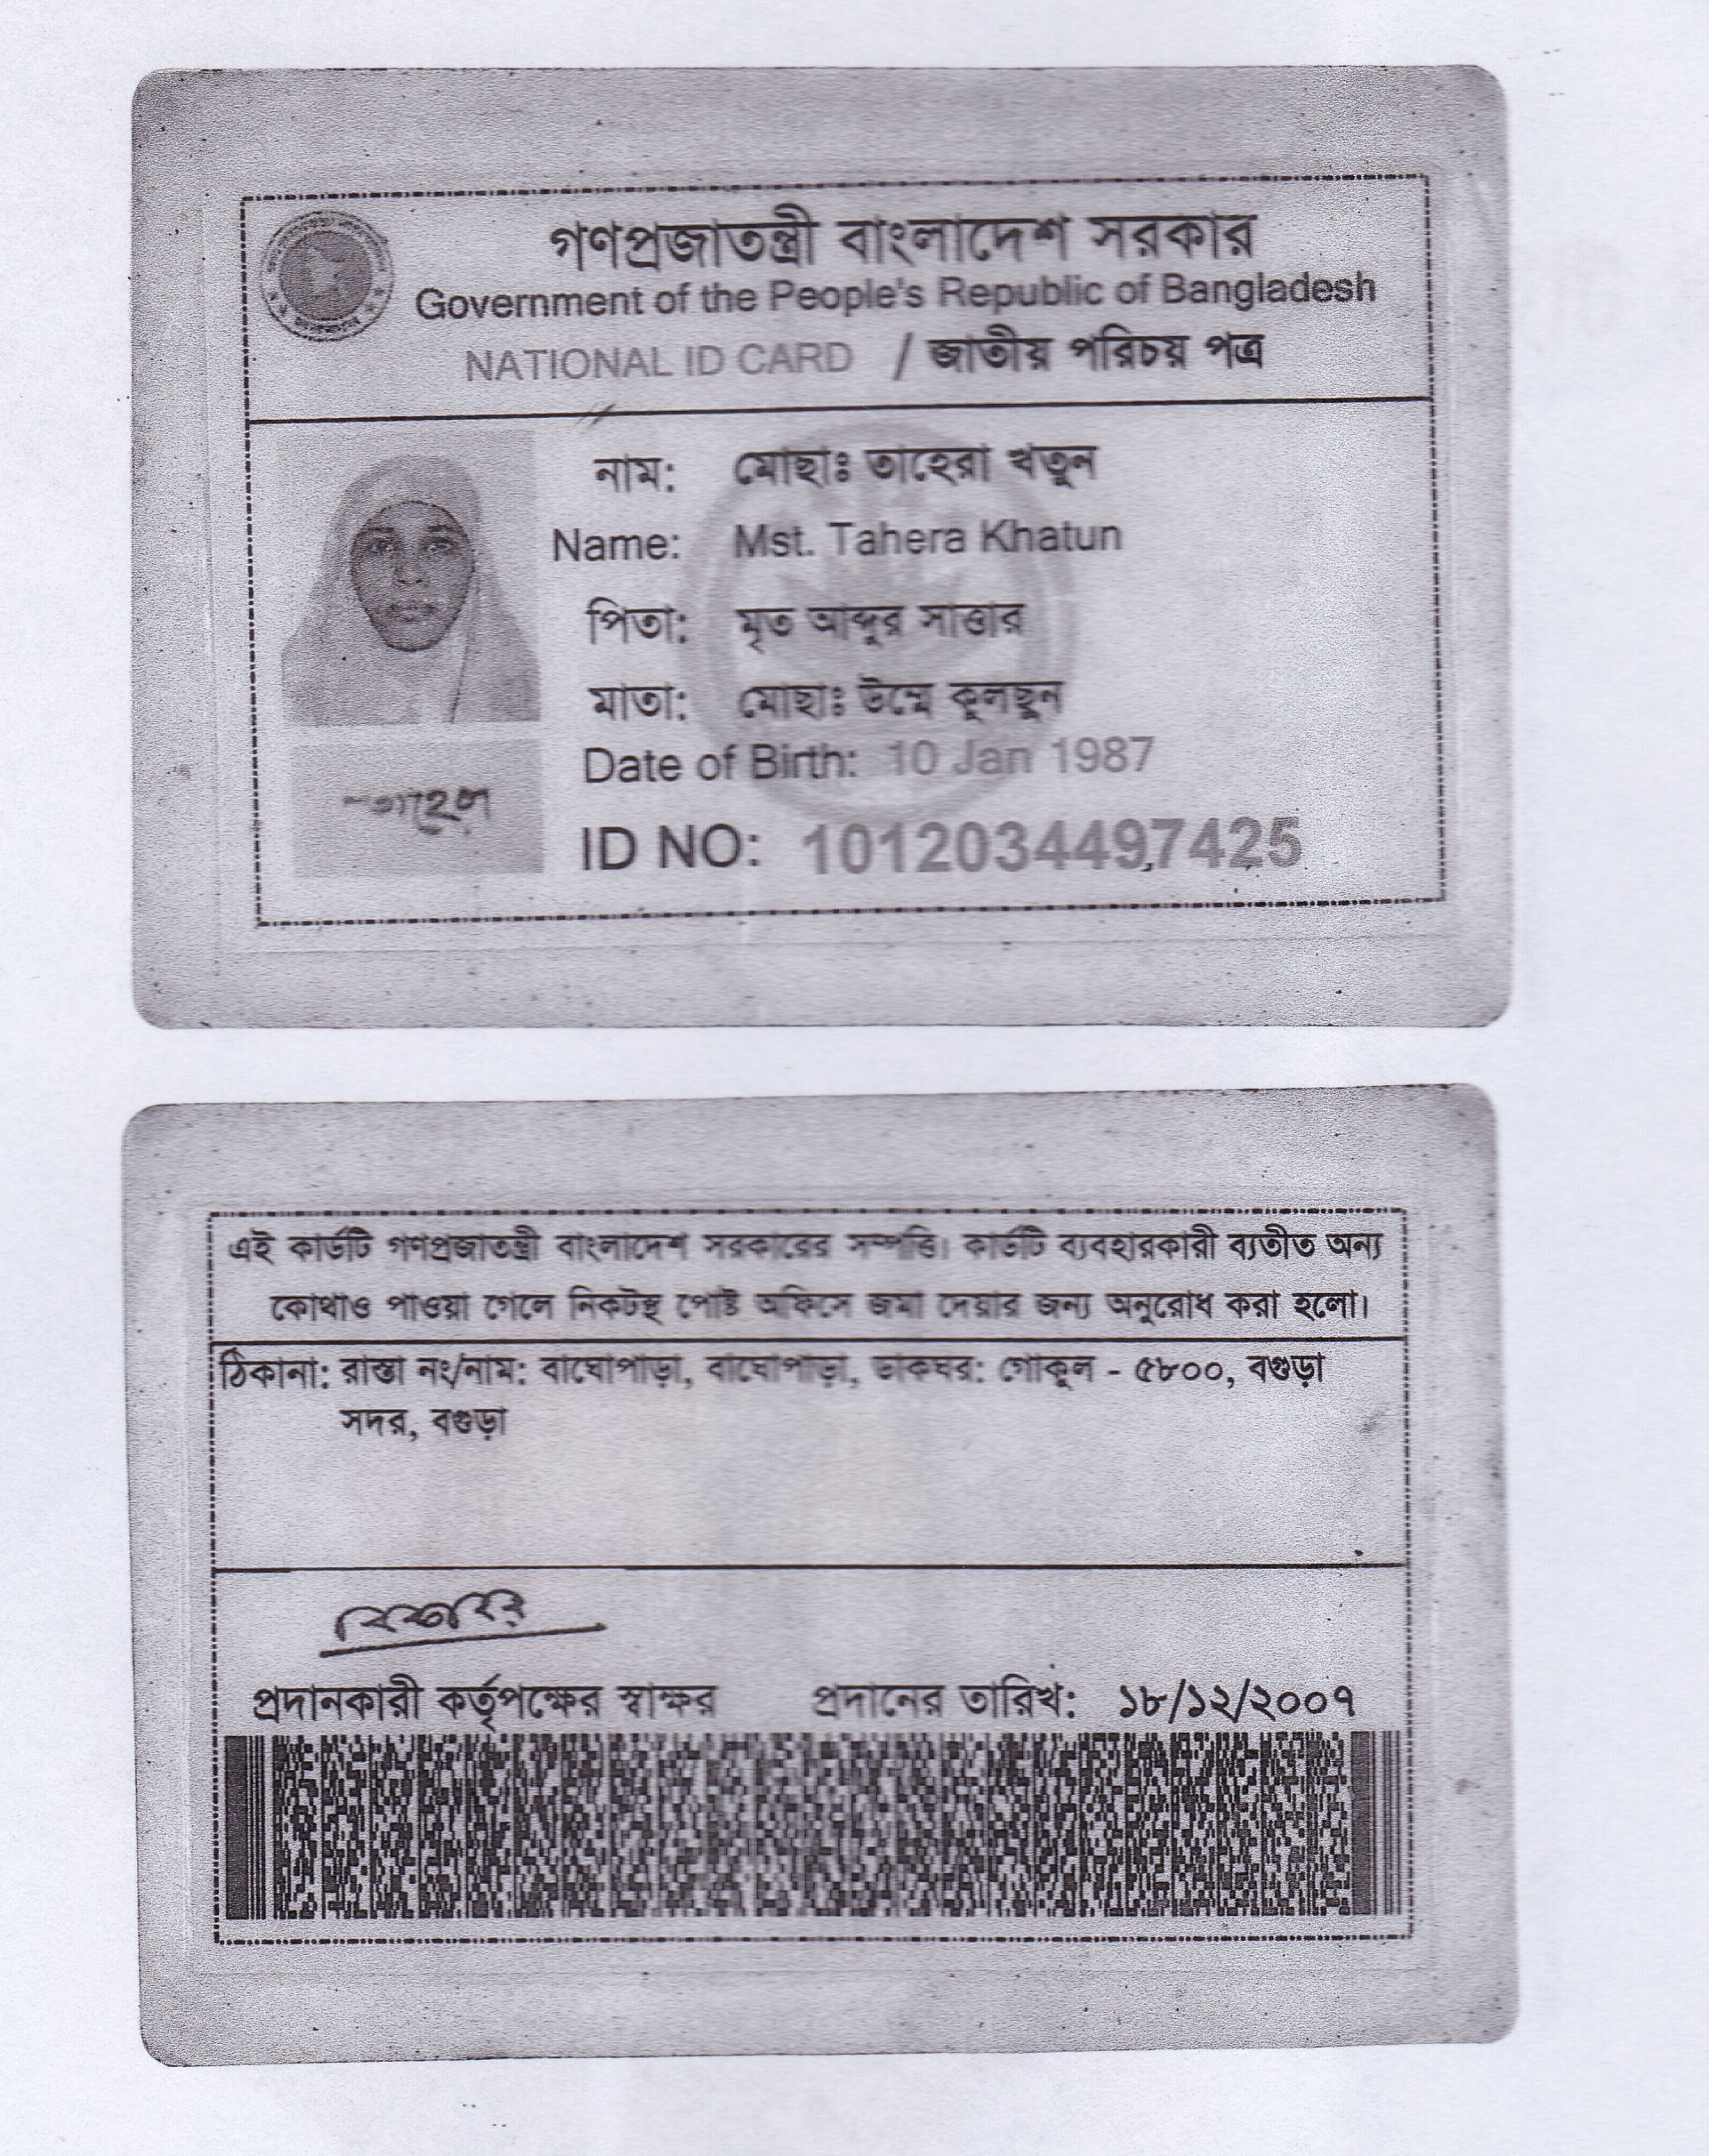 গণপ্রজাতন্ত্রী বাংলাদেশ সরকার
Government of the People's Republic of Bangladesh
NATIONAL ID CARD / জাতীয় পরিচয় পত্র
নাম: মোছাঃ তাহেরা খতুন
Name: Mst. Tahera Khatun
পিতা: মৃত আব্দুর সাত্তার
মাতা: মোছাঃ উম্মে কুলছুন
Date of Birth: 10 Jan 1987
ID NO: 1012034497425
এই কার্ডটি গণপ্রজাতন্ত্রী বাংলাদেশ সরকারের সম্পত্তি। কার্ডটি ব্যবহারকারী ব্যতীত অন্য
কোথাও পাওয়া গেলে নিকটস্থ পোষ্ট অফিসে জমা দেয়ার জন্য অনুরোধ করা হলো।
ঠিকানা: রাস্তা নং/নাম: বাঘোপাড়া, বাঘোপাড়া, ডাকঘর: গোকুল - ৫৮০০, বগুড়া
সদর, বগুড়া
প্রদানকারী কর্তৃপক্ষের স্বাক্ষর প্রদানের তারিখ: ১৮/১২/২০০৭